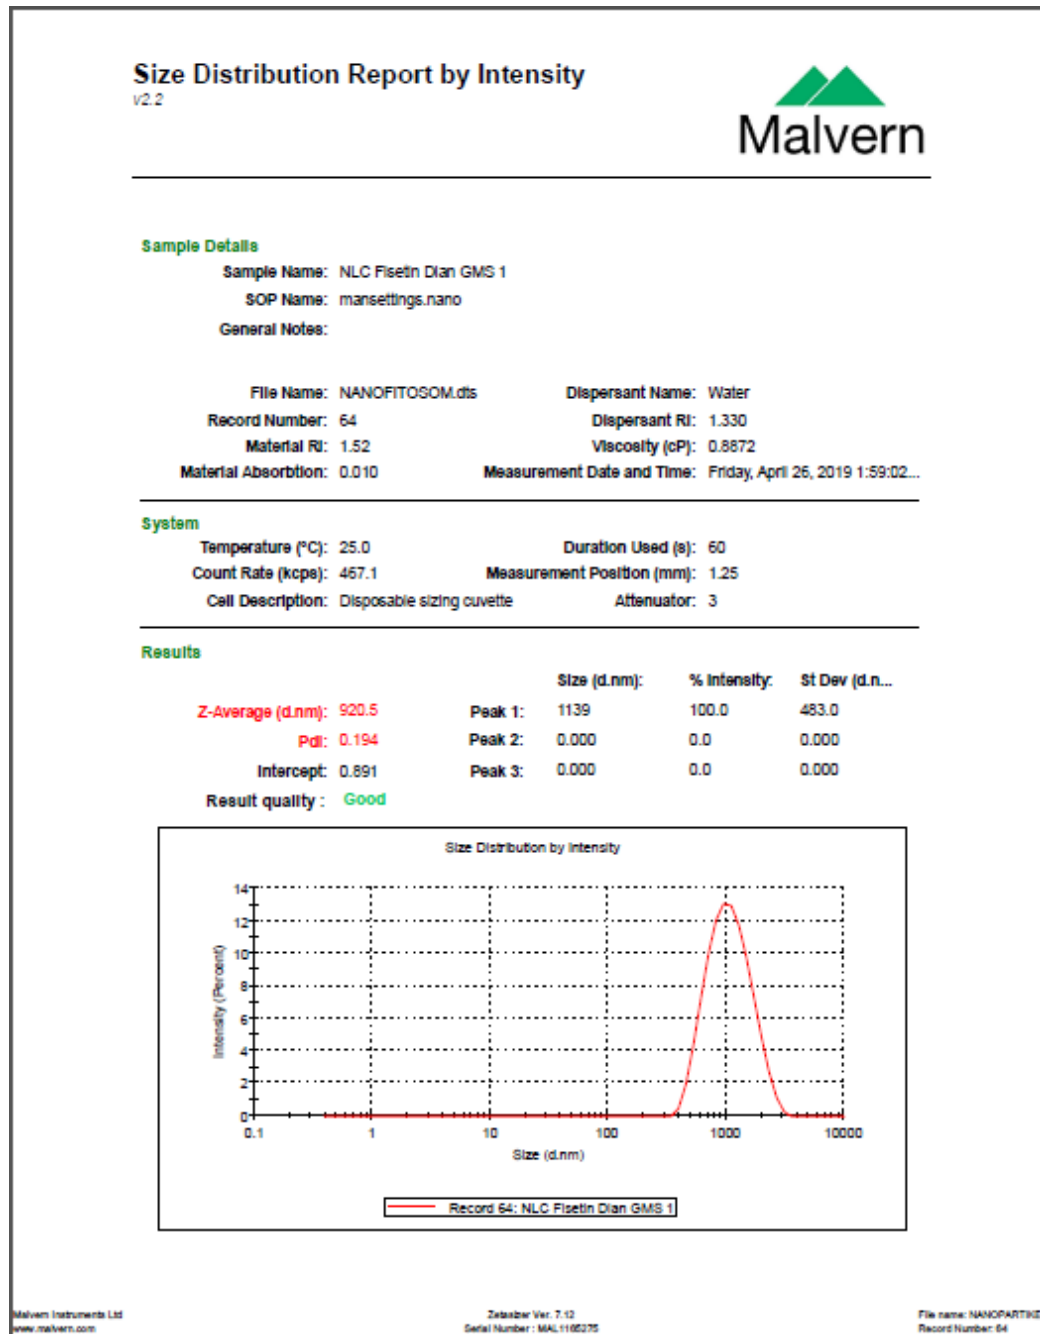 Size Distribution Report by Intensity
v2.2
Malvern
Sample Details
Sample Name: NLC Fisetin Dian GMS 1
SOP Name: mansettings.nano
General Notes:
File Name: NANOFITOSOM.dts Dispersant Name: Water
Record Number: 64 Dispersant RI: 1.330
Material RI: 1.52 Viscosity (cP): 0.8872
Material Absorbtion: 0.010 Measurement Date and Time: Friday, April 26, 2019 1:59:02...
System
Temperature (°C): 25.0 Duration Used (s): 60
Count Rate (kcps): 467.1 Measurement Position (mm): 1.25
Cell Description: Disposable sizing cuvette Attenuator: 3
Results
Size (d.nm): % Intensity: St Dev (d.n...
Z-Average (d.nm): 920.5 Peak 1: 1139 100.0 483.0
PdI: 0.194 Peak 2: 0.000 0.0 0.000
Intercept: 0.891 Peak 3: 0.000 0.0 0.000
Result quality : Good
Size Distribution by Intensity
14
12
10
8
6
4
2
0
Intensity (Percent)
0.1 1 10 100 1000 10000
Size (d.nm)
Record 64: NLC Fisetin Dian GMS 1
Malvern Instruments Ltd Zetasizer Ver. 7.12 File name: NANOPARTIKE
www.malvern.com Serial Number : MAL1165275 Record Number: 64